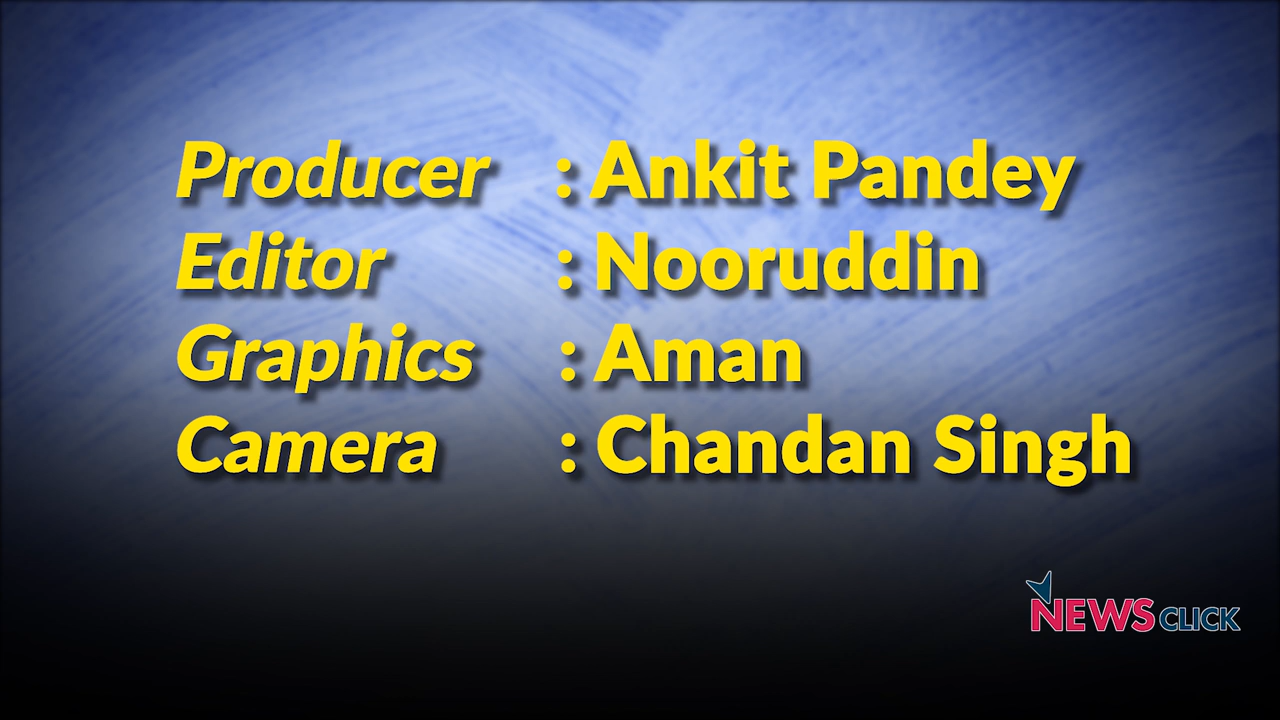 Producer : Ankit Pandey
Editor : Nooruddin
Graphics : Aman
Camera : Chandan Singh
NEWSCLICK